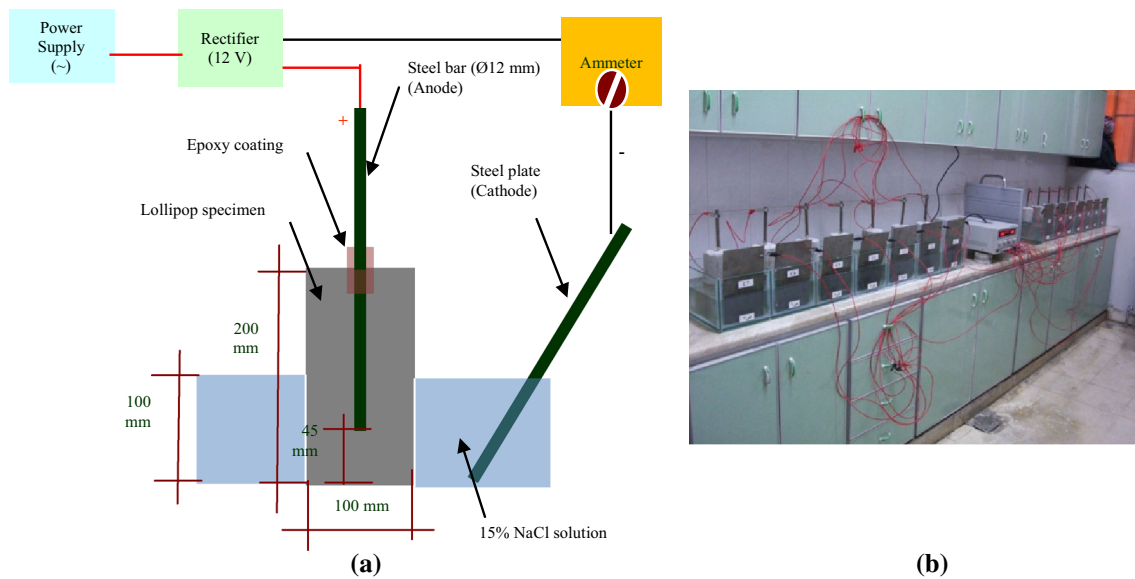 Power
Supply
(~)
Rectifier
(12 V)
Ammeter
Steel bar (Ø12 mm)
(Anode)
+
-
Epoxy coating
Steel plate
(Cathode)
Lollipop specimen
200
mm
100
mm
45
mm
100 mm
15% NaCl solution
(a)
(b)